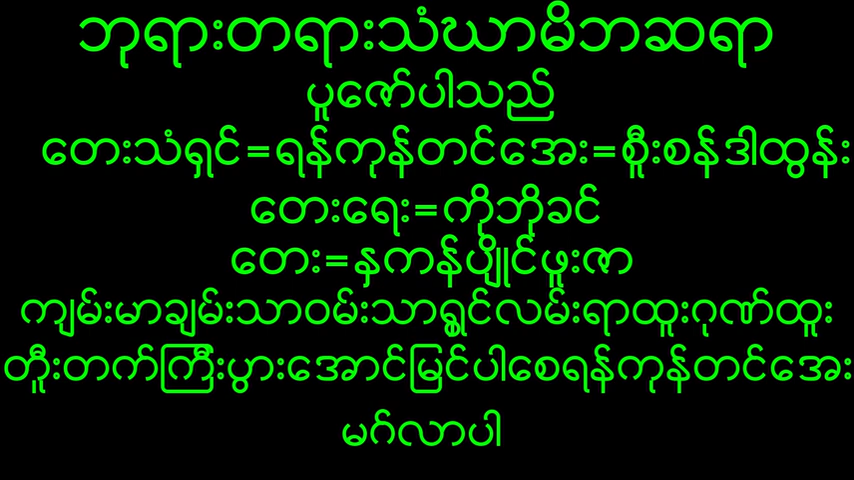 ဘုရားတရားသံဃာမိဘဆရာ
ပူဇော်ပါသည်
တေးသံရှင်=ရန်ကုန်တင်အေး=စူီးစန်ဒါထွန်း
တေးရေး=ကိုဘိုခင်
တေး=နှကန်ပျိုင်ဖူးဇာ
ကျမ်းမာချမ်းသာဝမ်းသာရွှင်လမ်းရာထူးဂုဏ်ထူး
တူီးတက်ကြီးပွားအောင်မြင်ပါစေရန်ကုန်တင်အေး
မင်္ဂလာပါ